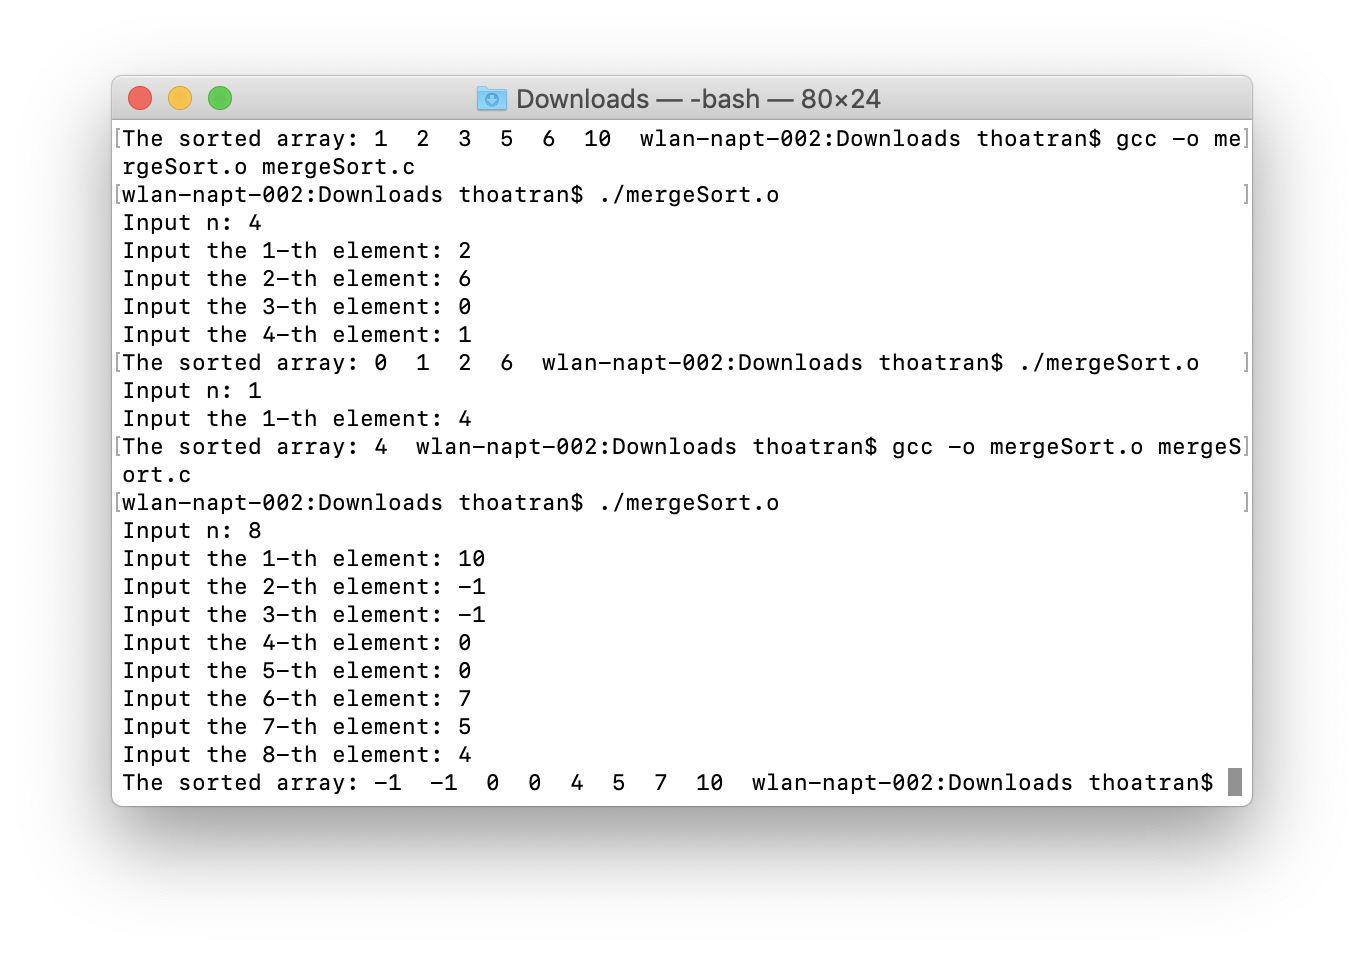 Downloads — -bash — 80×24
[The sorted array: 1  2  3  5  6  10  wlan-napt-002:Downloads thoatran$ gcc -o me]
rgeSort.o mergeSort.c
[wlan-napt-002:Downloads thoatran$ ./mergeSort.o ]
Input n: 4
Input the 1-th element: 2
Input the 2-th element: 6
Input the 3-th element: 0
Input the 4-th element: 1
[The sorted array: 0  1  2  6  wlan-napt-002:Downloads thoatran$ ./mergeSort.o ]
Input n: 1
Input the 1-th element: 4
[The sorted array: 4  wlan-napt-002:Downloads thoatran$ gcc -o mergeSort.o mergeS]
ort.c
[wlan-napt-002:Downloads thoatran$ ./mergeSort.o ]
Input n: 8
Input the 1-th element: 10
Input the 2-th element: -1
Input the 3-th element: -1
Input the 4-th element: 0
Input the 5-th element: 0
Input the 6-th element: 7
Input the 7-th element: 5
Input the 8-th element: 4
The sorted array: -1  -1  0  0  4  5  7  10  wlan-napt-002:Downloads thoatran$